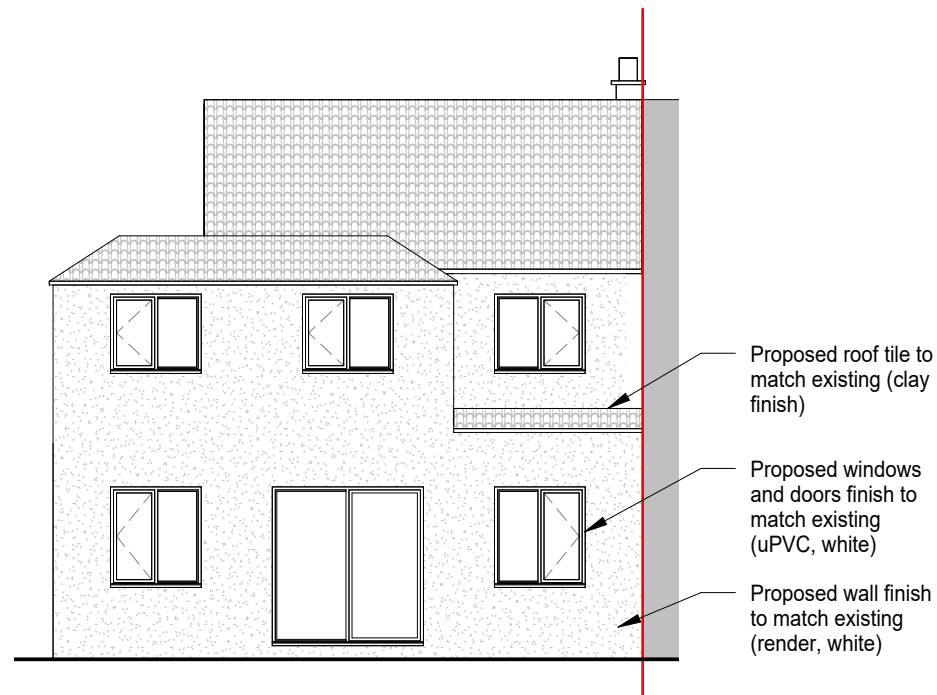 Proposed roof tile to
match existing (clay
finish)
Proposed windows
and doors finish to
match existing
(uPVC, white)
Proposed wall finish
to match existing
(render, white)